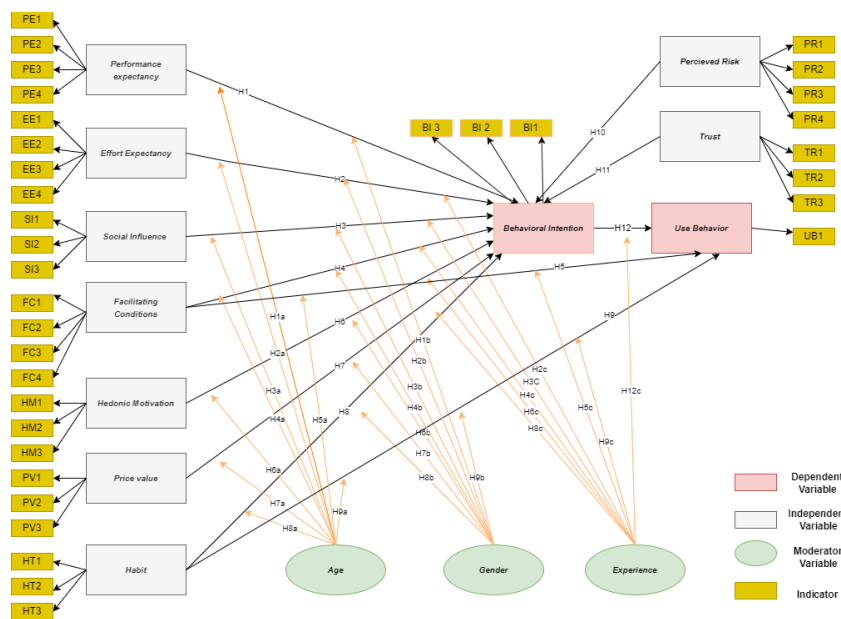 PE1
PE2
PE3
PE4
EE1
EE2
EE3
EE4
SI1
SI2
SI3
FC1
FC2
FC3
FC4
HM1
HM2
HM3
PV1
PV2
PV3
HT1
HT2
HT3
Performance
expectancy
Effort Expectancy
Social Influence
Facilitating
Conditions
Hedonic Motivation
Price value
Habit
H1
H2
H3
H4
H5
H6
H7
H8
H9
H10
H11
H12
BI 3
BI 2
BI1
Behavioral Intention
Use Behavior
Percieved Risk
Trust
PR1
PR2
PR3
PR4
TR1
TR2
TR3
UB1
H1a
H2a
H3a
H4a
H5a
H6a
H7a
H8a
H9a
H1b
H2b
H3b
H4b
H6b
H7b
H8b
H9b
H2c
H3C
H4c
H6c
H8c
H5c
H9c
H12c
Age
Gender
Experience
Dependent
Variable
Independen
Variable
Moderator
Variable
Indicator